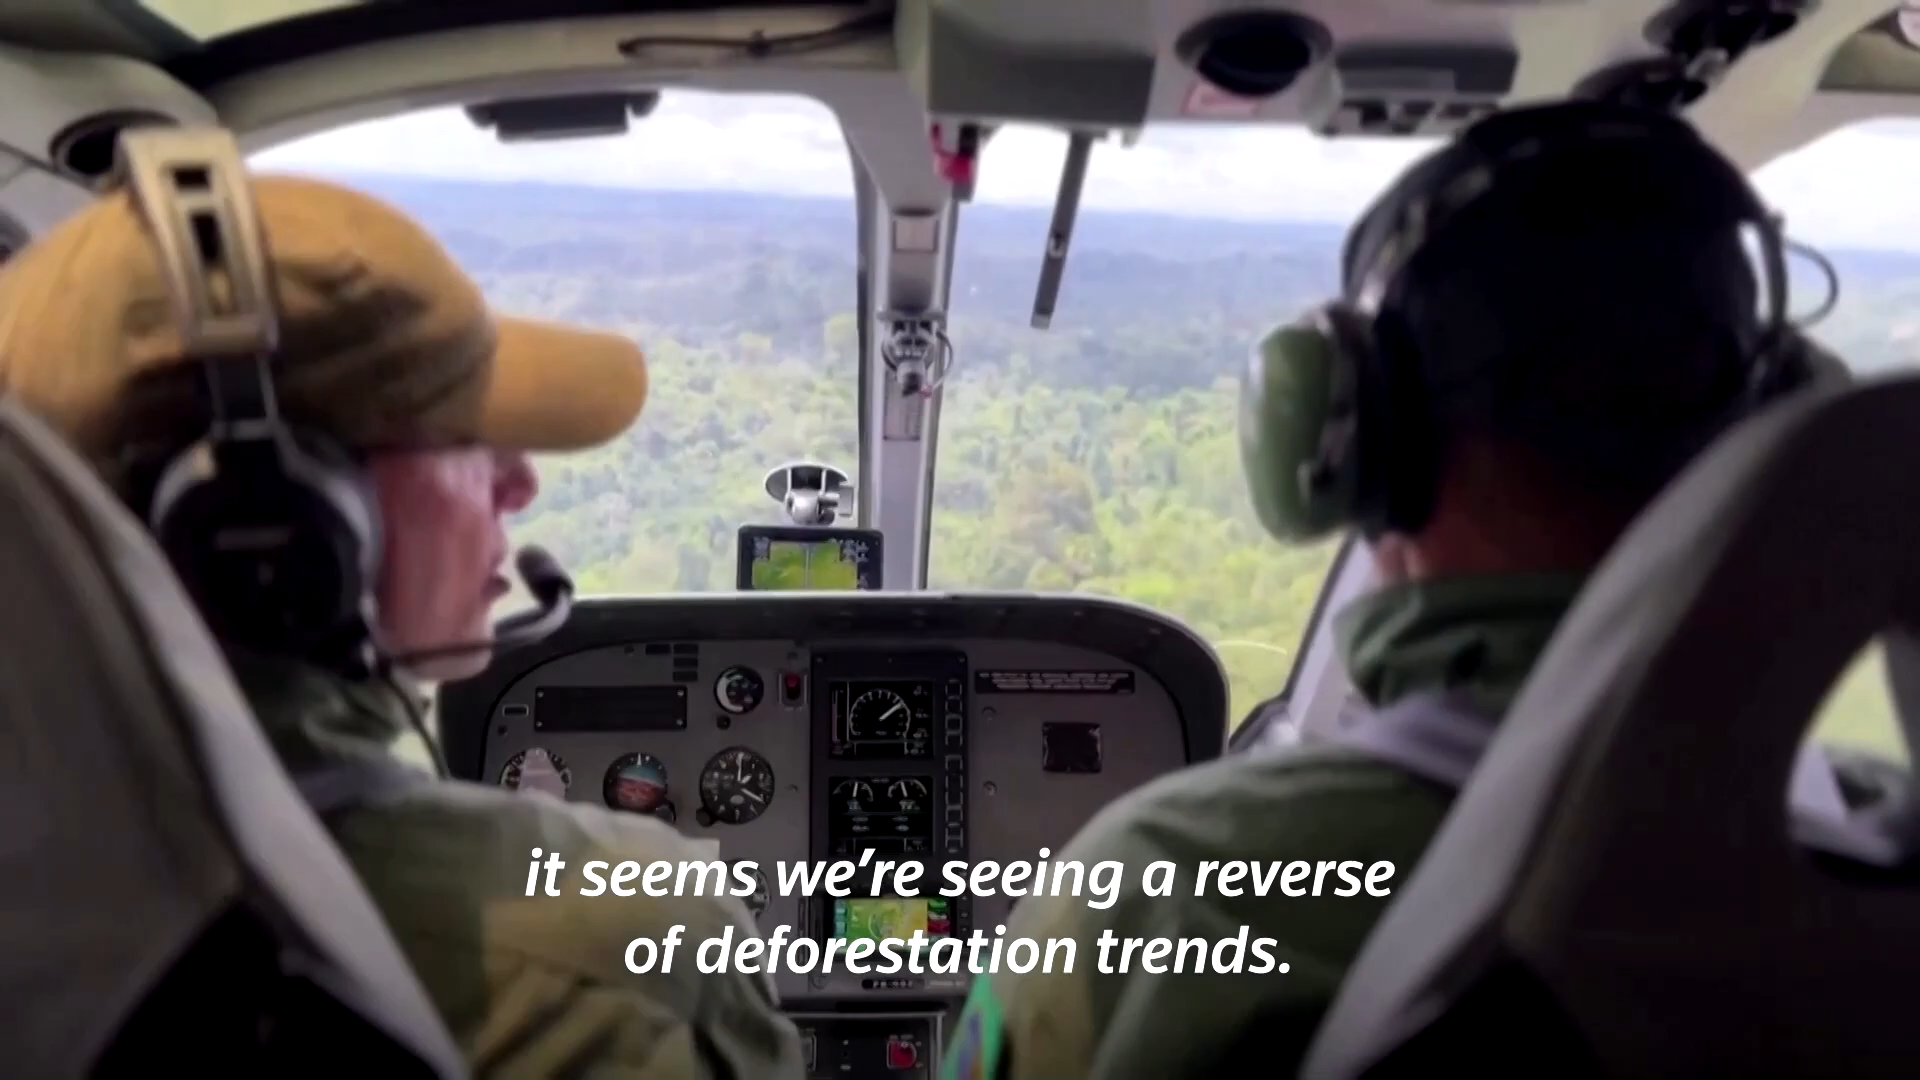 it seems we're seeing a reverse
of deforestation trends.